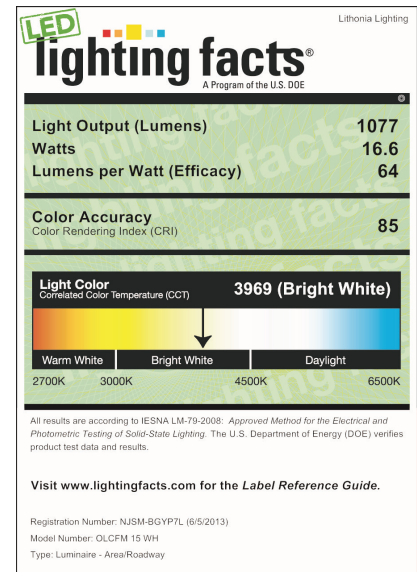 Lithonia Lighting
LED
lighting facts®
A Program of the U.S. DOE
Light Output (Lumens) 1077
Watts 16.6
Lumens per Watt (Efficacy) 64
Color Accuracy
Color Rendering Index (CRI) 85
Light Color
Correlated Color Temperature (CCT) 3969 (Bright White)
Warm White Bright White Daylight
2700K 3000K 4500K 6500K
All results are according to IESNA LM-79-2008: Approved Method for the Electrical and
Photometric Testing of Solid-State Lighting. The U.S. Department of Energy (DOE) verifies
product test data and results.
Visit www.lightingfacts.com for the Label Reference Guide.
Registration Number: NJSM-BGYP7L (6/5/2013)
Model Number: OLCFM 15 WH
Type: Luminaire - Area/Roadway